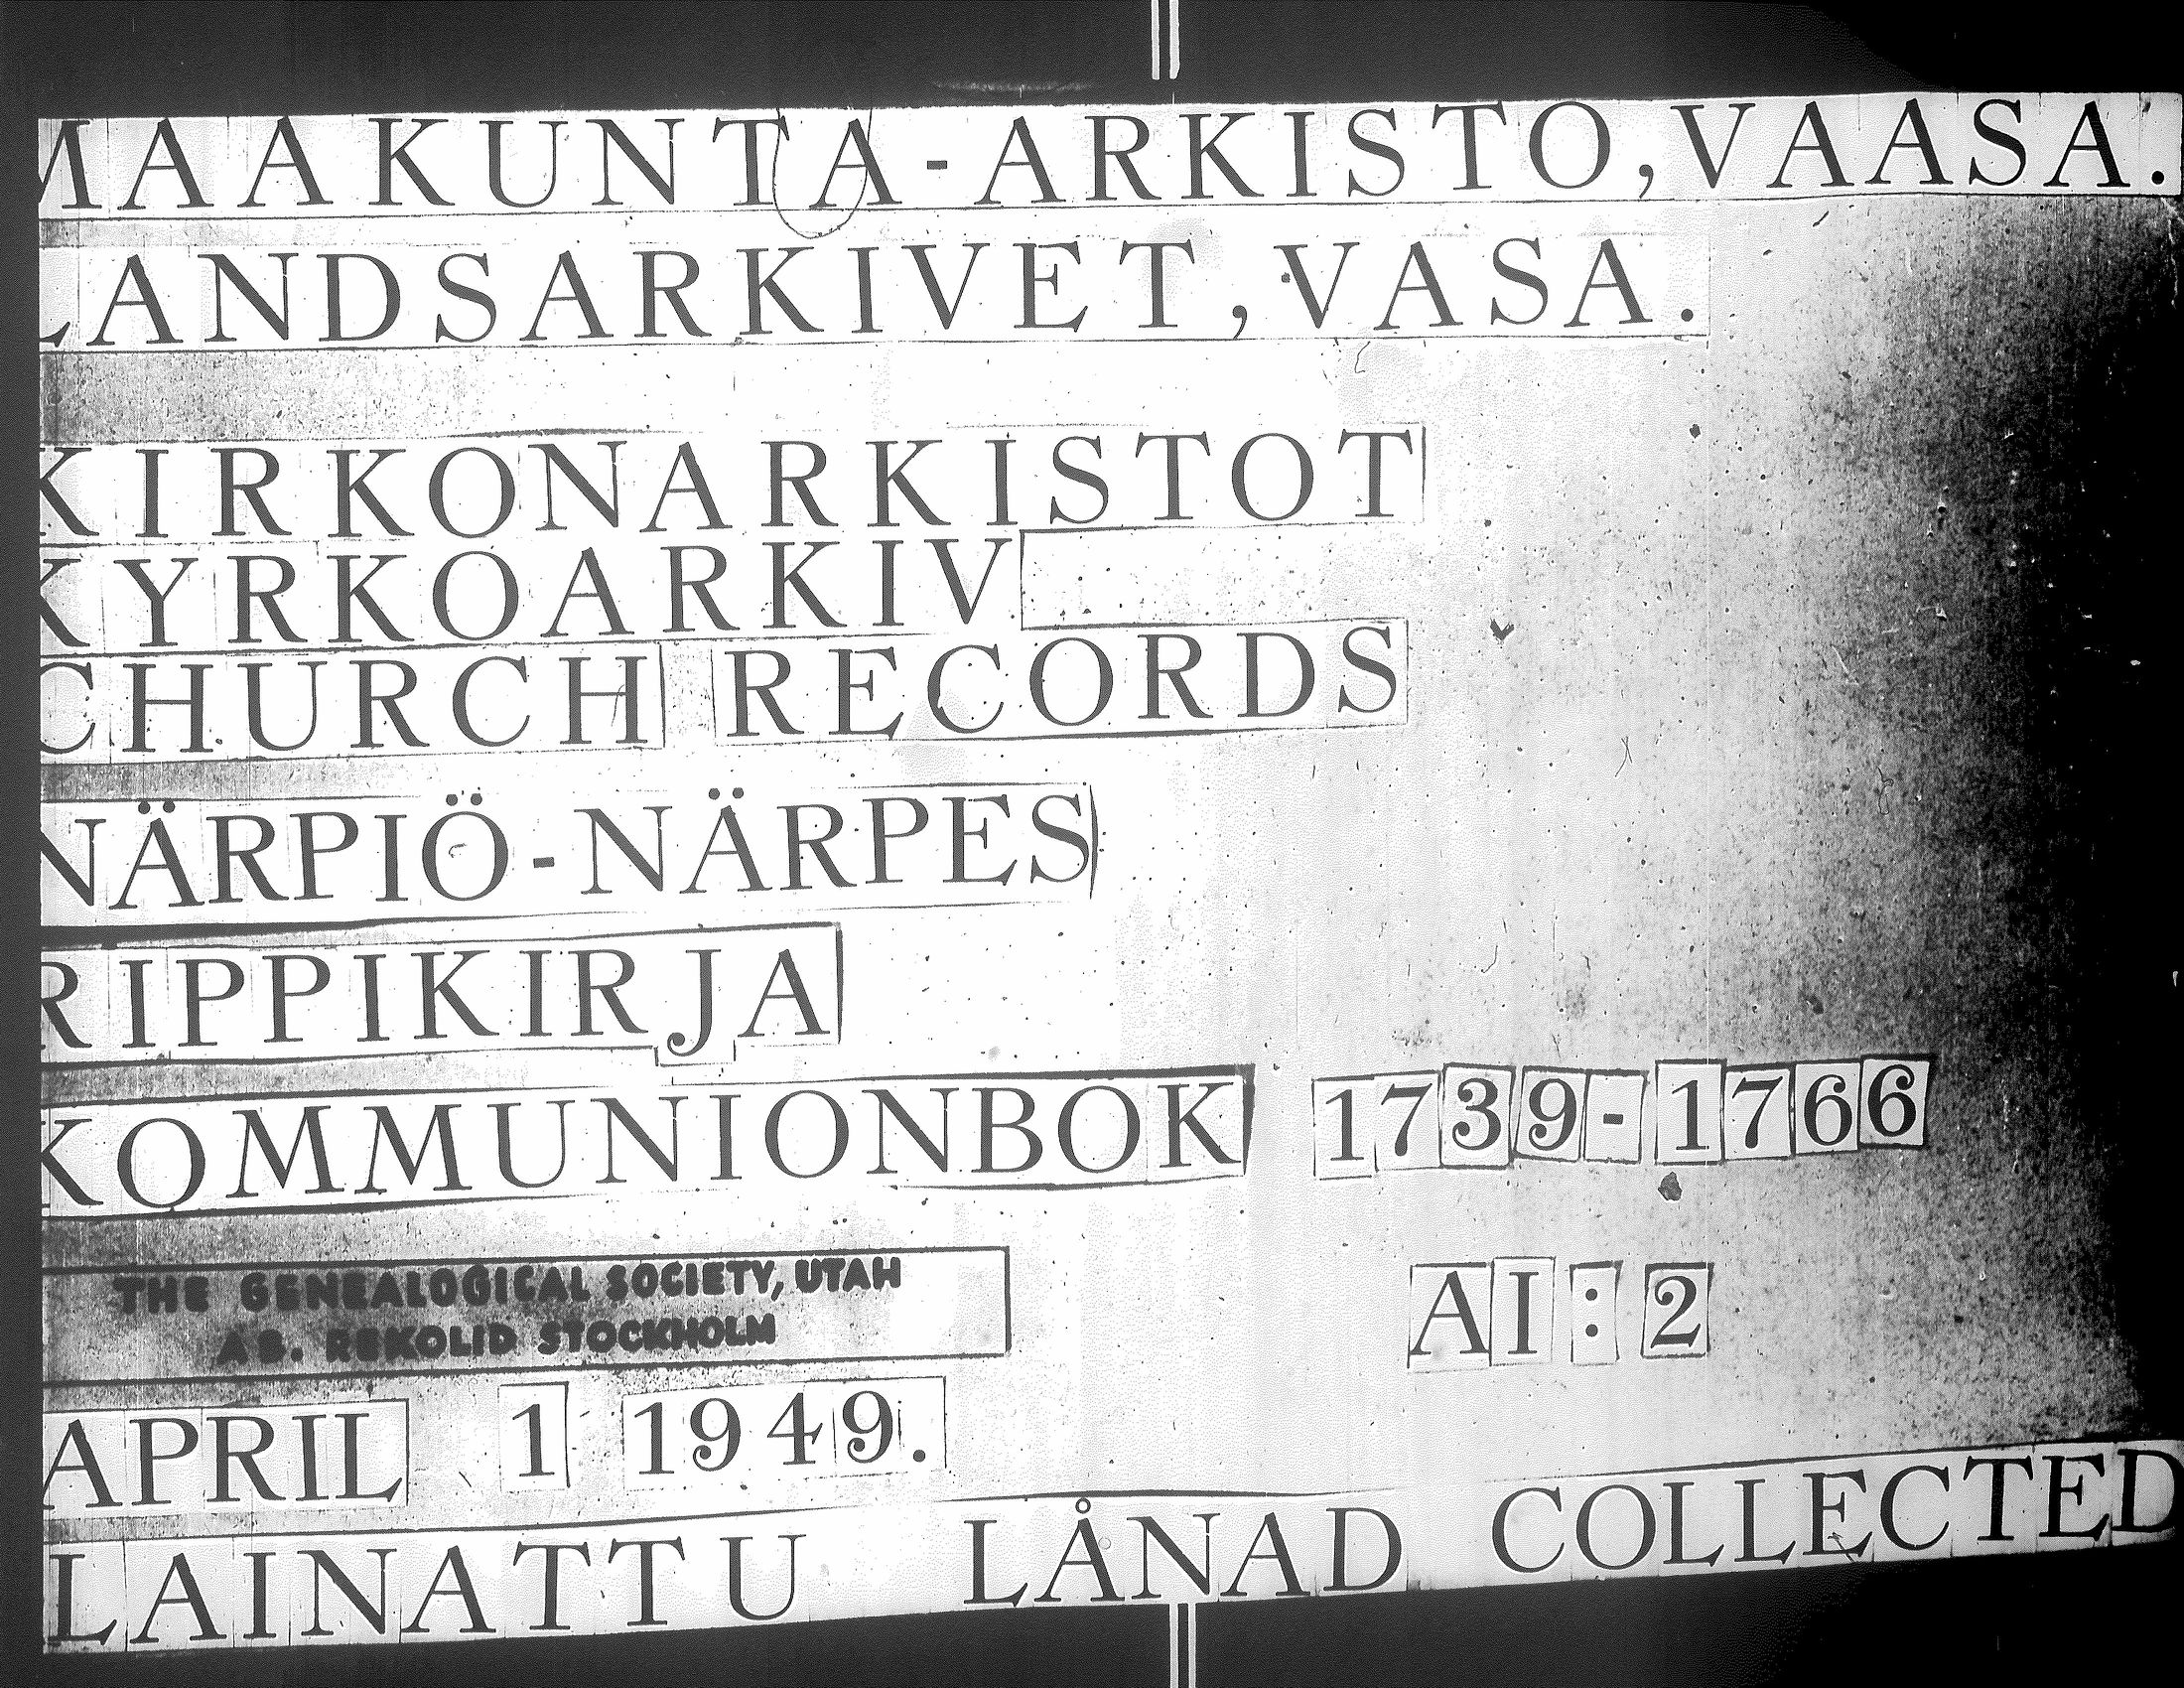 MAAKUNTA-ARKISTO, VAASA.
LANDSARKIVET, VASA.
KIRKONARKISTOT
KYRKOARKIV
CHURCH RECORDS
NÄRPIÖ-NÄRPES
RIPPIKIRJA
KOMMUNIONBOK 1739-1766
THE GENEALOGICAL SOCIETY, UTAH
AB. REKOLID STOCKHOLM
AI:2
APRIL 1 1949.
LAINATTU LÅNAD COLLECTED